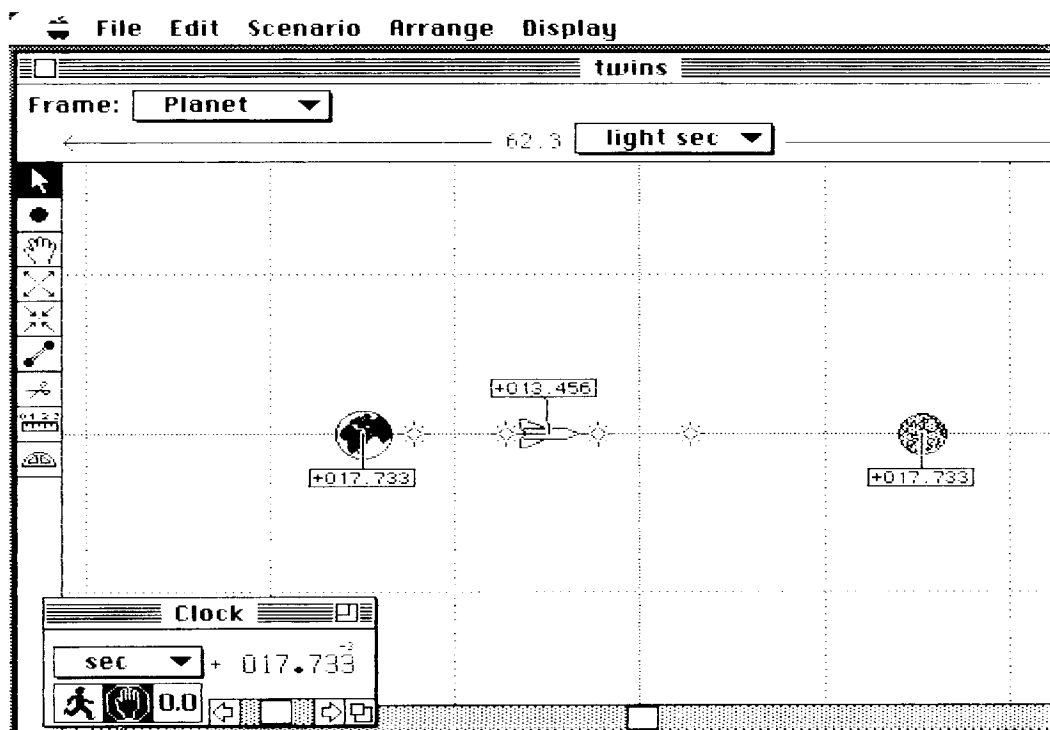 File Edit Scenario Arrange Display
twins
Frame: Planet
62.3 light sec
+013.456
+017.733
+017.733
Clock
sec + 017.733
-3
0.0